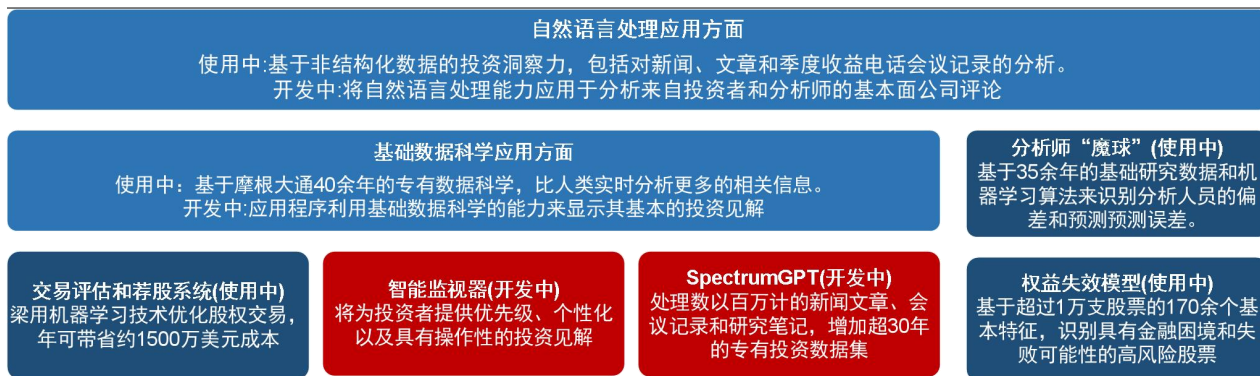 自然语言处理应用方面
使用中:基于非结构化数据的投资洞察力，包括对新闻、文章和季度收益电话会议记录的分析。
开发中:将自然语言处理能力应用于分析来自投资者和分析师的基本面公司评论
基础数据科学应用方面
使用中：基于摩根大通40余年的专有数据科学，比人类实时分析更多的相关信息。
开发中:应用程序利用基础数据科学的能力来显示其基本的投资见解
分析师“魔球”(使用中)
基于35余年的基础研究数据和机
器学习算法来识别分析人员的偏
差和预测预测误差。
交易评估和荐股系统(使用中)
梁用机器学习技术优化股权交易，
年可带省约1500万美元成本
智能监视器(开发中)
将为投资者提供优先级、个性化
以及具有操作性的投资见解
SpectrumGPT(开发中)
处理数以百万计的新闻文章、会
议记录和研究笔记，增加超30年
的专有投资数据集
权益失效模型(使用中)
基于超过1万支股票的170余个基
本特征，识别具有金融困境和失
败可能性的高风险股票